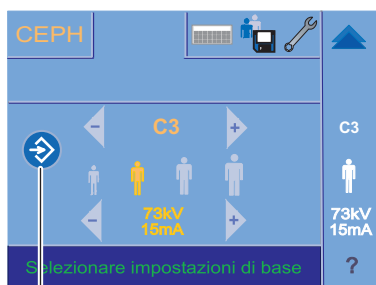 CEPH
- C3 +
C3
73kV
15mA
- +
73kV
15mA
Selezionare impostazioni di base
?